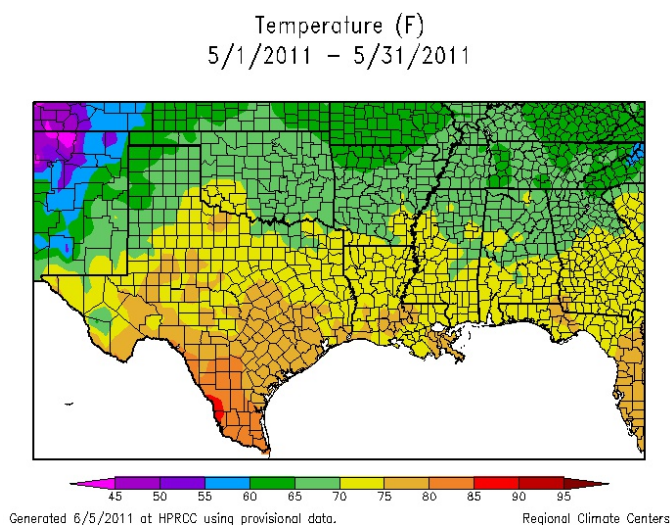 Temperature (F)
5/1/2011 – 5/31/2011
45 50 55 60 65 70 75 80 85 90 95
Generated 6/5/2011 at HPRCC using provisional data.
Regional Climate Centers